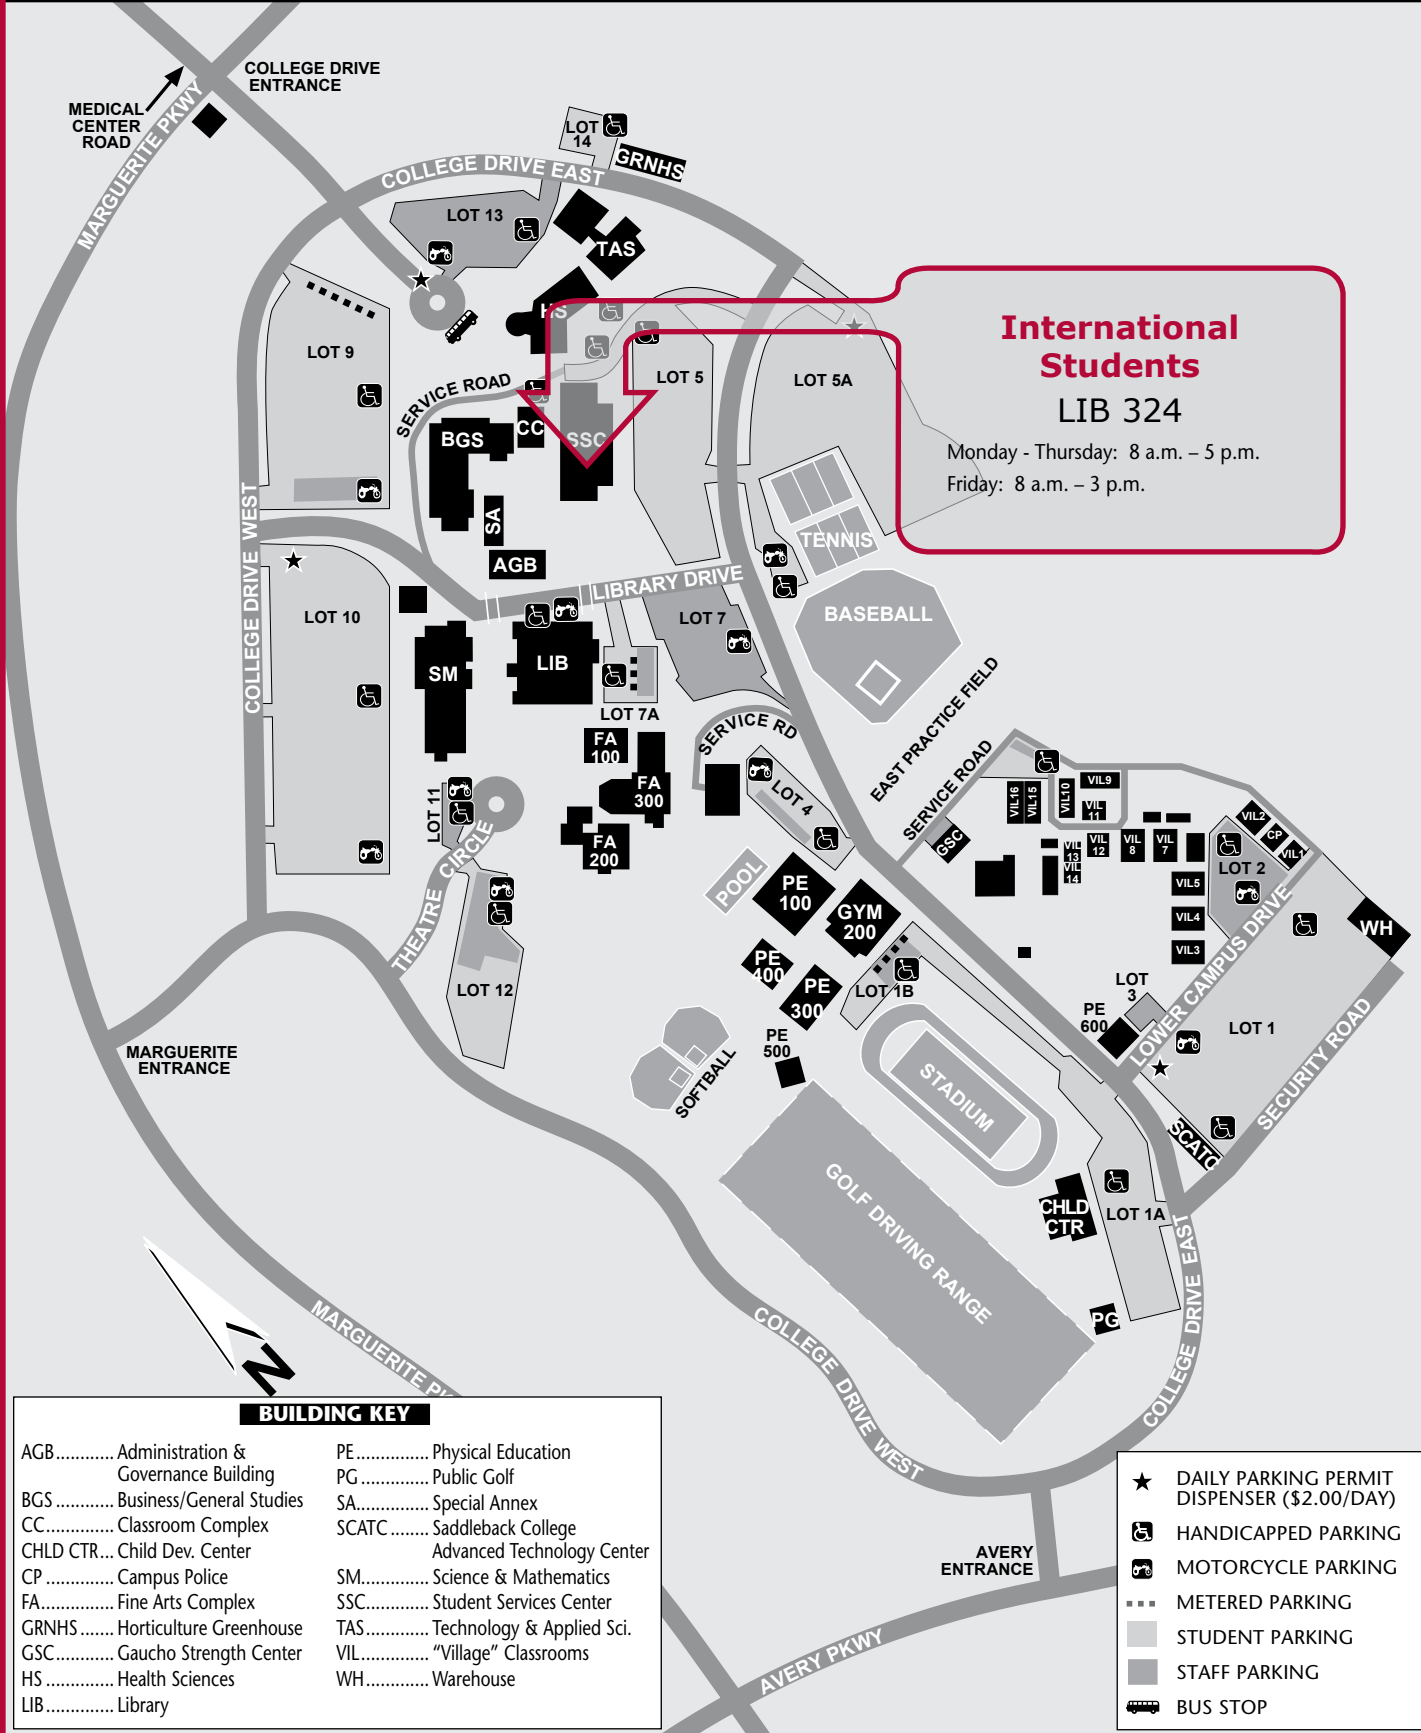 COLLEGE DRIVE
ENTRANCE
MEDICAL
CENTER
ROAD
MARGUERITE PKWY
LOT
14
GRNHS
COLLEGE DRIVE EAST
LOT 13
TAS
HS
LOT 9
SERVICE ROAD
LOT 5
LOT 5A
International
Students
LIB 324
Monday - Thursday: 8 a.m. – 5 p.m.
Friday: 8 a.m. – 3 p.m.
BGS
CC
SSC
SA
AGB
TENNIS
COLLEGE DRIVE WEST
LIBRARY DRIVE
LOT 10
LOT 7
BASEBALL
SM
LIB
LOT 7A
EAST PRACTICE FIELD
SERVICE RD
FA
100
FA
300
FA
200
LOT 4
LOT 11
THEATRE CIRCLE
SERVICE ROAD
GSC
VIL16
VIL15
VIL10
VIL9
VIL
11
VIL
12
VIL
13
VIL
14
VIL
8
VIL
7
VIL2
CP
VIL1
LOT 2
VIL5
VIL4
VIL3
WH
POOL
PE
100
GYM
200
PE
400
PE
300
LOT 1B
LOT 12
LOT
3
PE
600
LOWER CAMPUS DRIVE
LOT 1
SECURITY ROAD
MARGUERITE
ENTRANCE
PE
500
SOFTBALL
STADIUM
SCATC
GOLF DRIVING RANGE
CHLD
CTR
LOT 1A
COLLEGE DRIVE EAST
PG
N
MARGUERITE PK
COLLEGE DRIVE WEST
AVERY
ENTRANCE
AVERY PKWY
BUILDING KEY
AGB............ Administration &
Governance Building
BGS ........... Business/General Studies
CC............. Classroom Complex
CHLD CTR... Child Dev. Center
CP ............. Campus Police
FA.............. Fine Arts Complex
GRNHS....... Horticulture Greenhouse
GSC............ Gaucho Strength Center
HS .............. Health Sciences
LIB.............. Library
PE.............. Physical Education
PG ............. Public Golf
SA.............. Special Annex
SCATC ........ Saddleback College
Advanced Technology Center
SM............. Science & Mathematics
SSC............ Student Services Center
TAS............ Technology & Applied Sci.
VIL............. “Village” Classrooms
WH............ Warehouse
DAILY PARKING PERMIT
DISPENSER ($2.00/DAY)
HANDICAPPED PARKING
MOTORCYCLE PARKING
METERED PARKING
STUDENT PARKING
STAFF PARKING
BUS STOP